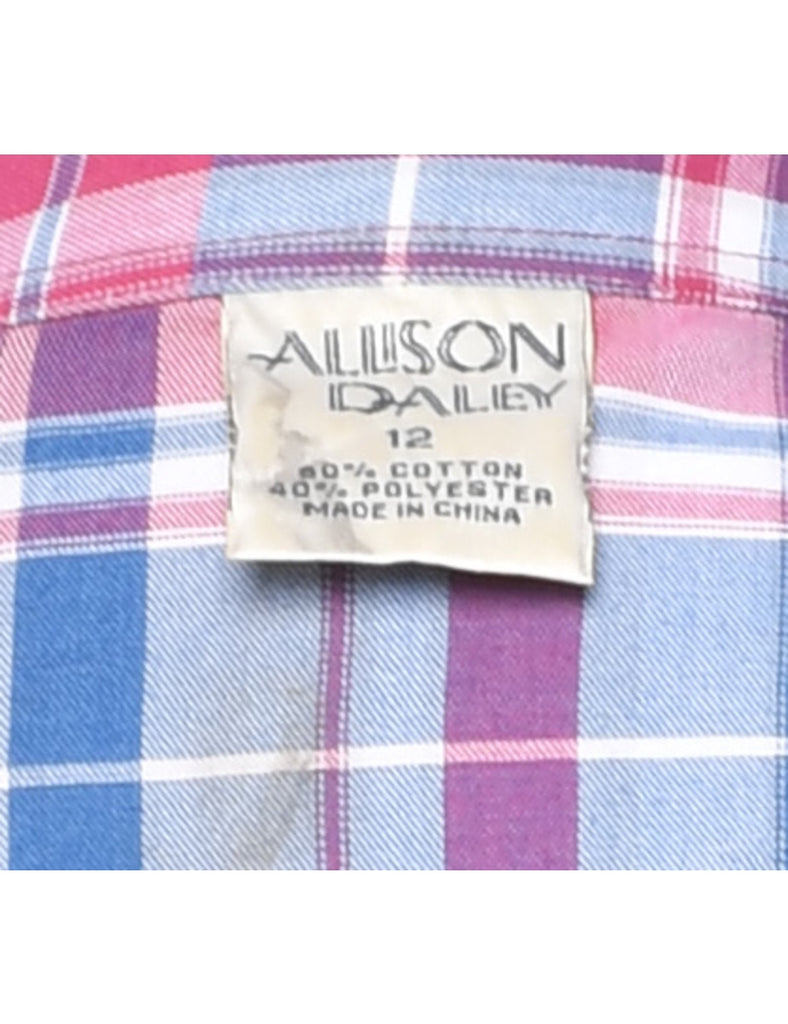 ALLISON
DALEY
12
60% COTTON
40% POLYESTER
MADE IN CHINA